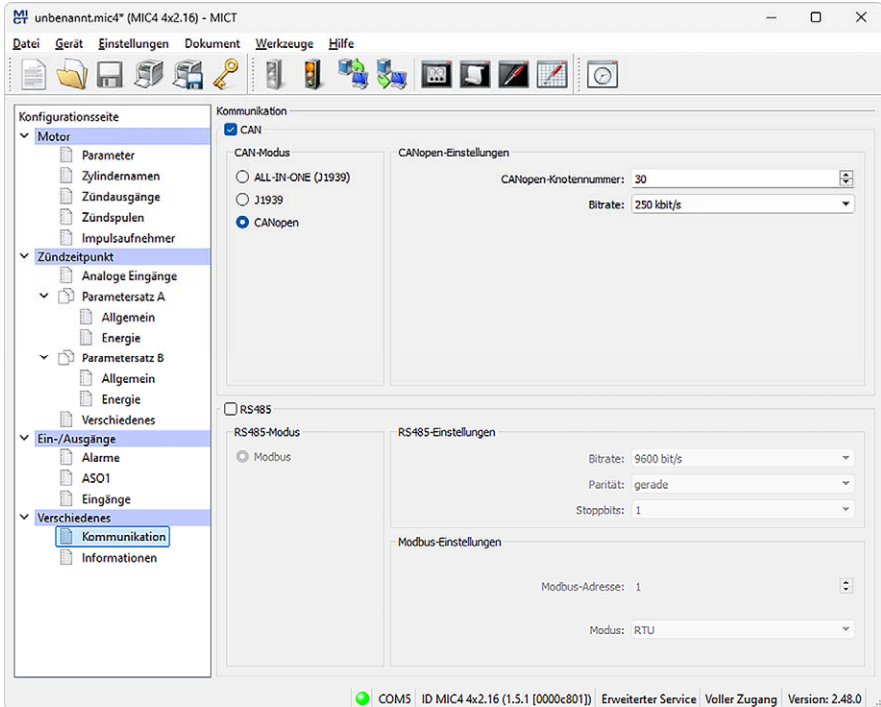 unbenannt.mic4* (MIC4 4x2.16) - MICT
Datei Gerät Einstellungen Dokument Werkzeuge Hilfe
Konfigurationsseite
Motor
Parameter
Zylindernamen
Zündausgänge
Zündspulen
Impulsaufnehmer
Zündzeitpunkt
Analoge Eingänge
Parametersatz A
Allgemein
Energie
Parametersatz B
Allgemein
Energie
Verschiedenes
Ein-/Ausgänge
Alarme
ASO1
Eingänge
Verschiedenes
Kommunikation
Informationen
Kommunikation
CAN
CAN-Modus
ALL-IN-ONE (J1939)
J1939
CANopen
CANopen-Einstellungen
CANopen-Knotennummer: 30
Bitrate: 250 kbit/s
RS485
RS485-Modus
Modbus
RS485-Einstellungen
Bitrate: 9600 bit/s
Parität: gerade
Stoppbits: 1
Modbus-Einstellungen
Modbus-Adresse: 1
Modus: RTU
COM5 ID MIC4 4x2.16 (1.5.1 [0000c801]) Erweiterter Service Voller Zugang Version: 2.48.0